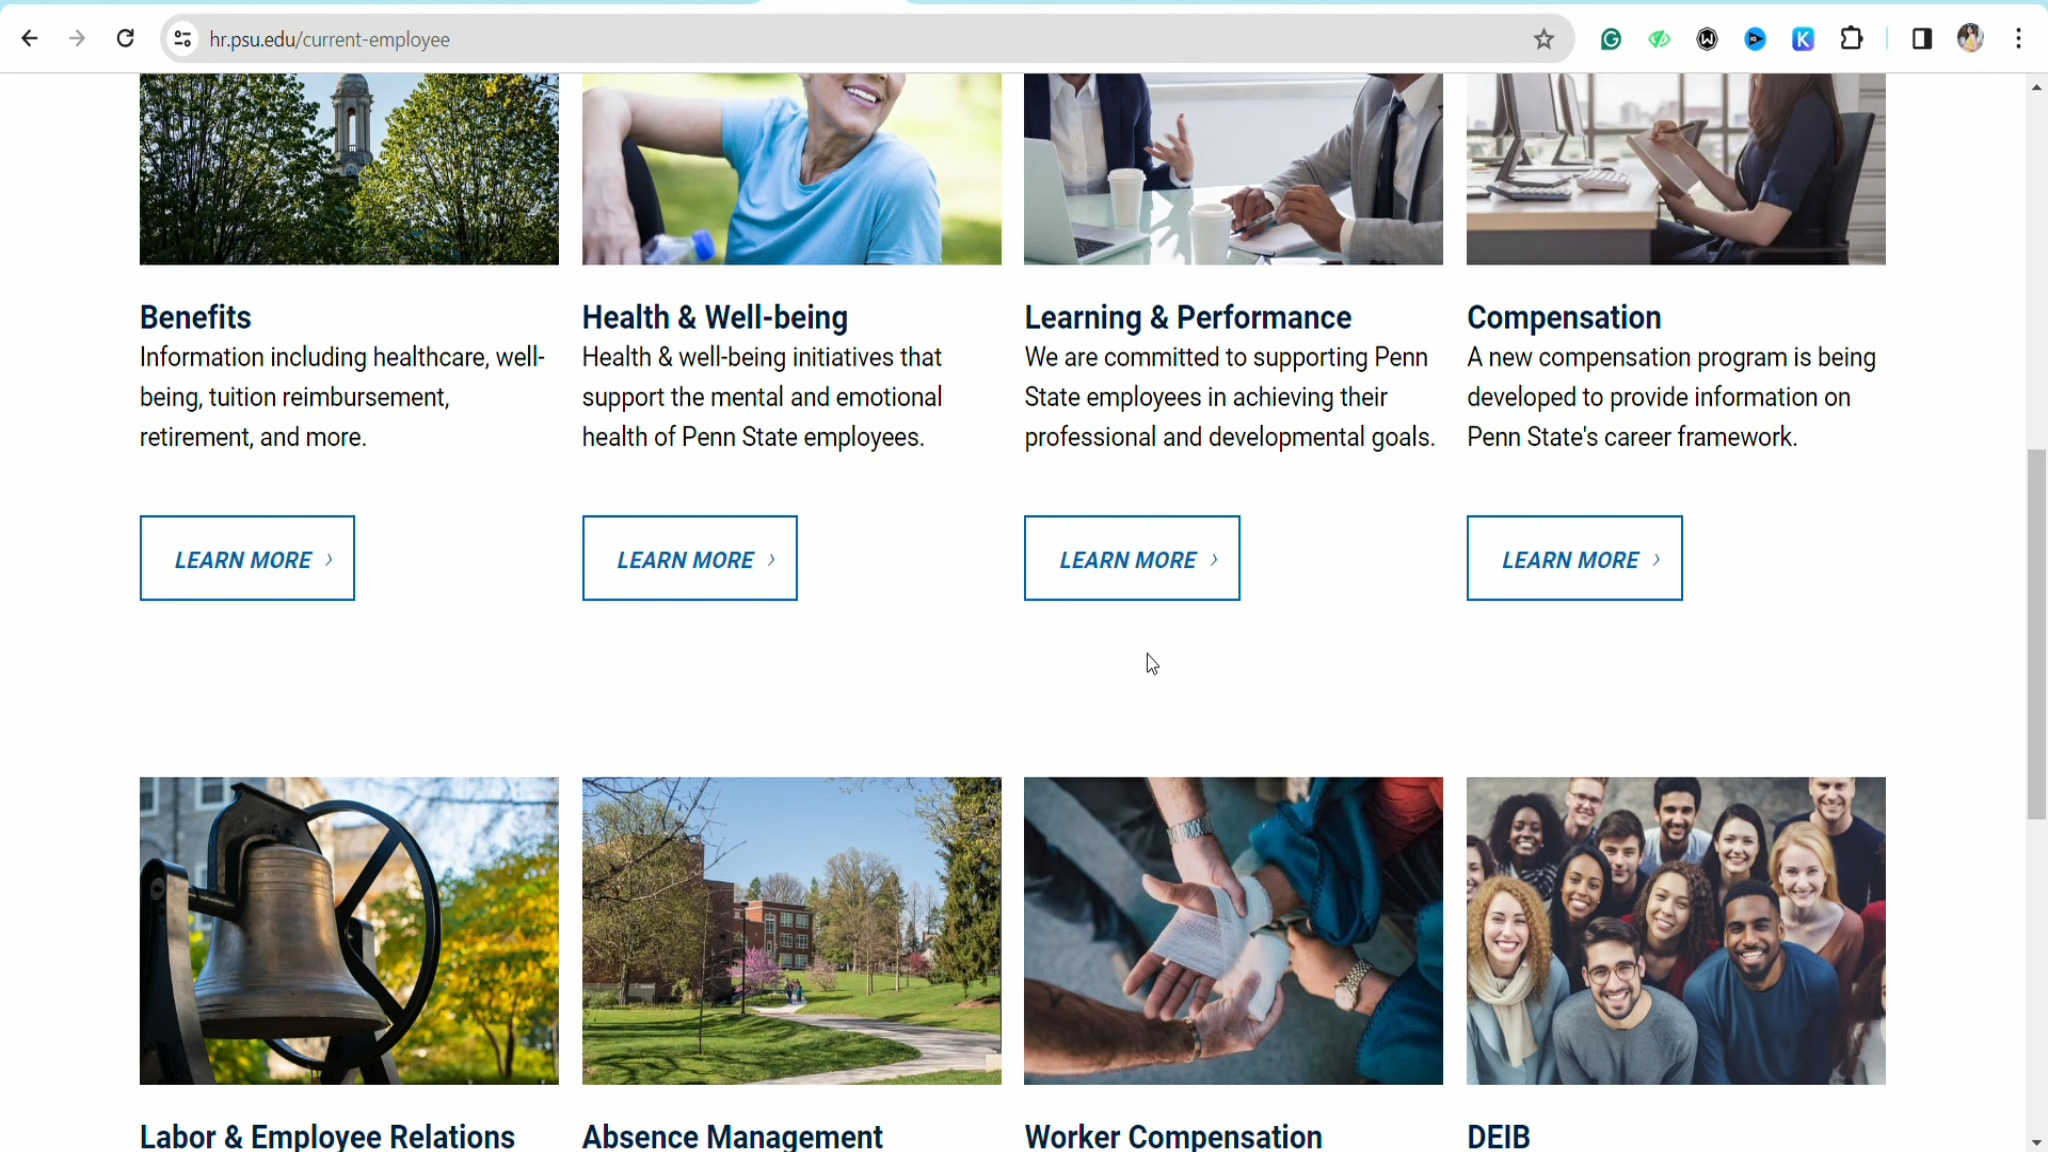 hr.psu.edu/current-employee
Benefits
Information including healthcare, well-
being, tuition reimbursement,
retirement, and more.
LEARN MORE ›
Health & Well-being
Health & well-being initiatives that
support the mental and emotional
health of Penn State employees.
LEARN MORE ›
Learning & Performance
We are committed to supporting Penn
State employees in achieving their
professional and developmental goals.
LEARN MORE ›
Compensation
A new compensation program is being
developed to provide information on
Penn State's career framework.
LEARN MORE ›
Labor & Employee Relations
Absence Management
Worker Compensation
DEIB